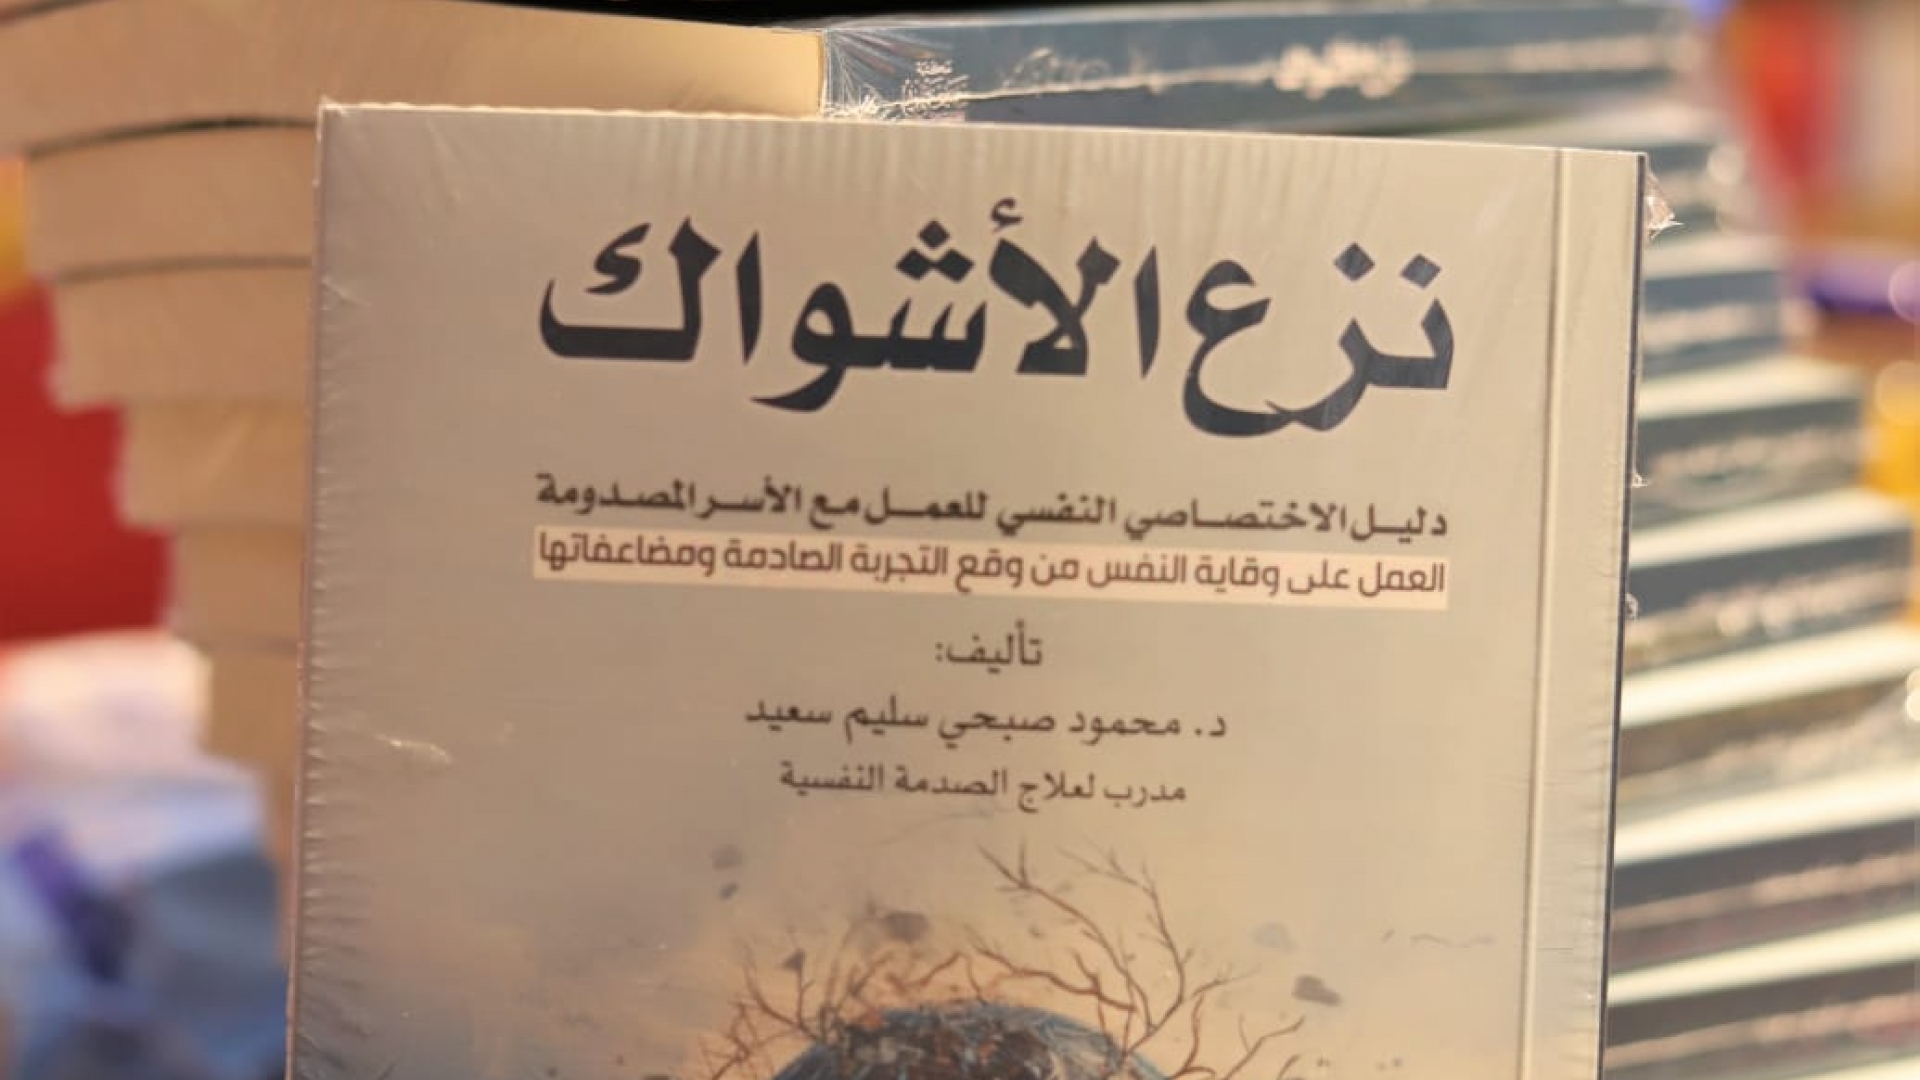 نزع الأشواك
دليل الاختصاصي النفسي للعمل مع الأسر المصدومة
العمل على وقاية النفس من وقع التجربة الصادمة ومضاعفاتها
تأليف:
د. محمود صبحي سليم سعيد
مدرب لعلاج الصدمة النفسية